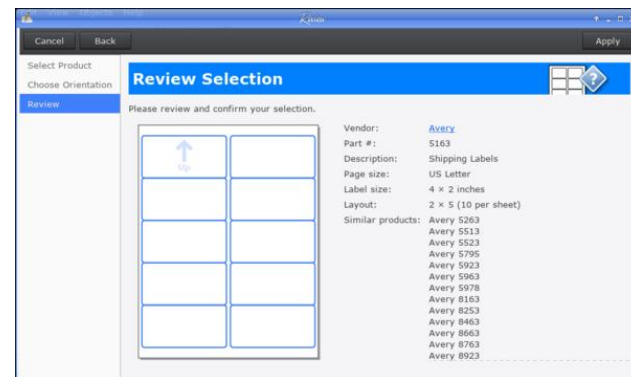 View Objects Help
Cancel Back Apply
Select Product
Choose Orientation
Review
Review Selection
Please review and confirm your selection.
Up
Vendor: Avery
Part #: 5163
Description: Shipping Labels
Page size: US Letter
Label size: 4 × 2 inches
Layout: 2 × 5 (10 per sheet)
Similar products: Avery 5263
Avery 5513
Avery 5523
Avery 5795
Avery 5923
Avery 5963
Avery 5978
Avery 8163
Avery 8253
Avery 8463
Avery 8663
Avery 8763
Avery 8923